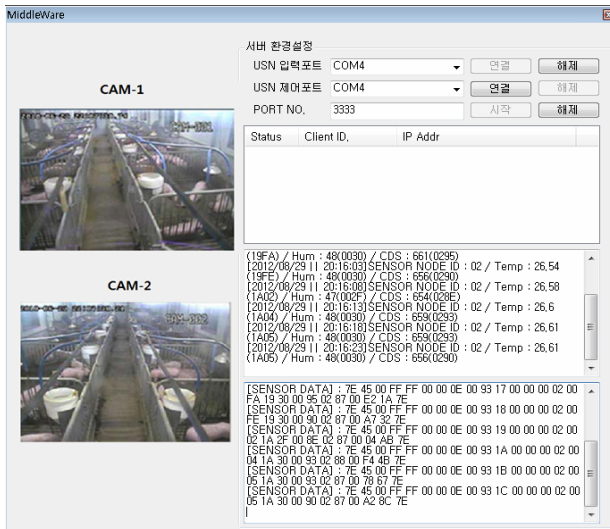 MiddleWare
CAM-1
CAM-2
서버 환경설정
USN 입력포트 COM4 연결 해제
USN 제어포트 COM4 연결 해제
PORT NO, 3333 시작 해제
Status Client ID, IP Addr
(19FA) / Hum : 48(0030) / CDS : 661(0295)
[2012/08/29 || 20:16:03]SENSOR NODE ID : 02 / Temp : 26,54
(19FE) / Hum : 48(0030) / CDS : 656(0290)
[2012/08/29 || 20:16:08]SENSOR NODE ID : 02 / Temp : 26,58
(1A02) / Hum : 47(002F) / CDS : 654(028E)
[2012/08/29 || 20:16:13]SENSOR NODE ID : 02 / Temp : 26,6
(1A04) / Hum : 48(0030) / CDS : 659(0293)
[2012/08/29 || 20:16:18]SENSOR NODE ID : 02 / Temp : 26,61
(1A05) / Hum : 48(0030) / CDS : 659(0293)
[2012/08/29 || 20:16:23]SENSOR NODE ID : 02 / Temp : 26,61
(1A05) / Hum : 48(0030) / CDS : 656(0290)
[SENSOR DATA] : 7E 45 00 FF FF 00 00 0E 00 93 17 00 00 00 02 00
FA 19 30 00 95 02 87 00 E2 1A 7E
[SENSOR DATA] : 7E 45 00 FF FF 00 00 0E 00 93 18 00 00 00 02 00
FE 19 30 00 90 02 87 00 A7 32 7E
[SENSOR DATA] : 7E 45 00 FF FF 00 00 0E 00 93 19 00 00 00 02 00
02 1A 2F 00 8E 02 87 00 04 AB 7E
[SENSOR DATA] : 7E 45 00 FF FF 00 00 0E 00 93 1A 00 00 00 02 00
04 1A 30 00 93 02 88 00 F4 4B 7E
[SENSOR DATA] : 7E 45 00 FF FF 00 00 0E 00 93 1B 00 00 00 02 00
05 1A 30 00 93 02 87 00 78 67 7E
[SENSOR DATA] : 7E 45 00 FF FF 00 00 0E 00 93 1C 00 00 00 02 00
05 1A 30 00 90 02 87 00 A2 8C 7E